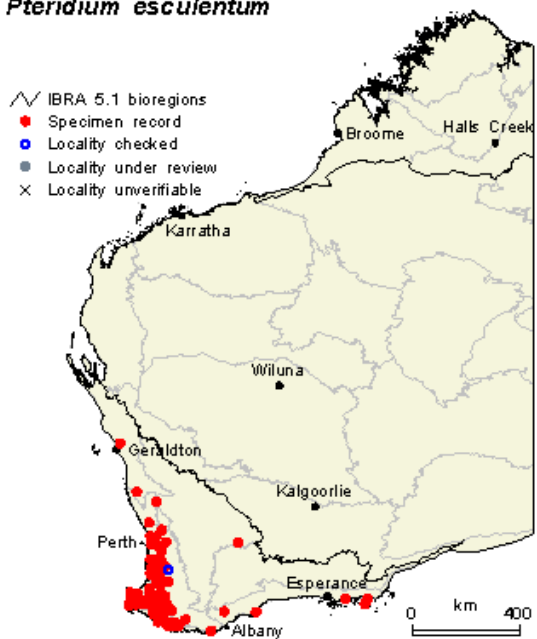 Pteridium esculentum
IBRA 5.1 bioregions
Specimen record
Locality checked
Locality under review
Locality unverifiable
Broome
Halls Creek
Karratha
Wiluna
Geraldton
Kalgoorlie
Perth
Esperance
Albany
0 km 400